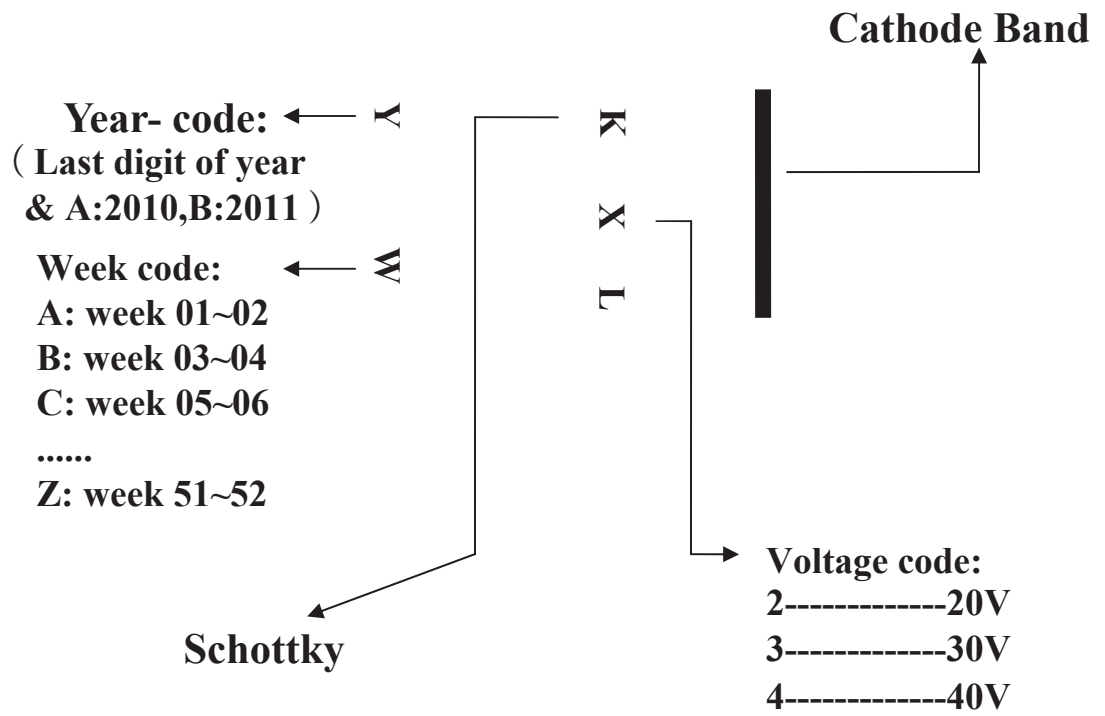 Cathode Band
Year- code:
Y
K
( Last digit of year
& A:2010,B:2011 )
X
W
Week code:
L
A: week 01~02
B: week 03~04
C: week 05~06
......
Z: week 51~52
Voltage code:
2-------------20V
3-------------30V
4-------------40V
Schottky